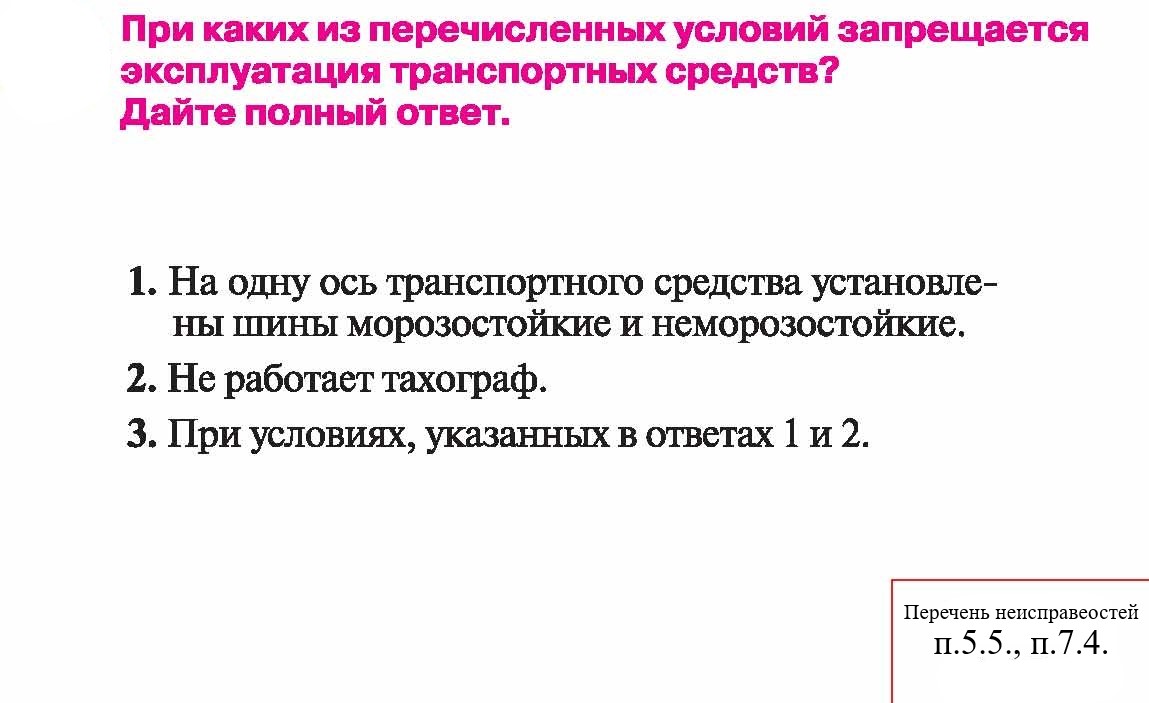 При каких из перечисленных условий запрещается
эксплуатация транспортных средств?
Дайте полный ответ.
1. На одну ось транспортного средства установле-
ны шины морозостойкие и неморозостойкие.
2. Не работает тахограф.
3. При условиях, указанных в ответах 1 и 2.
Перечень неисправеостей
п.5.5., п.7.4.